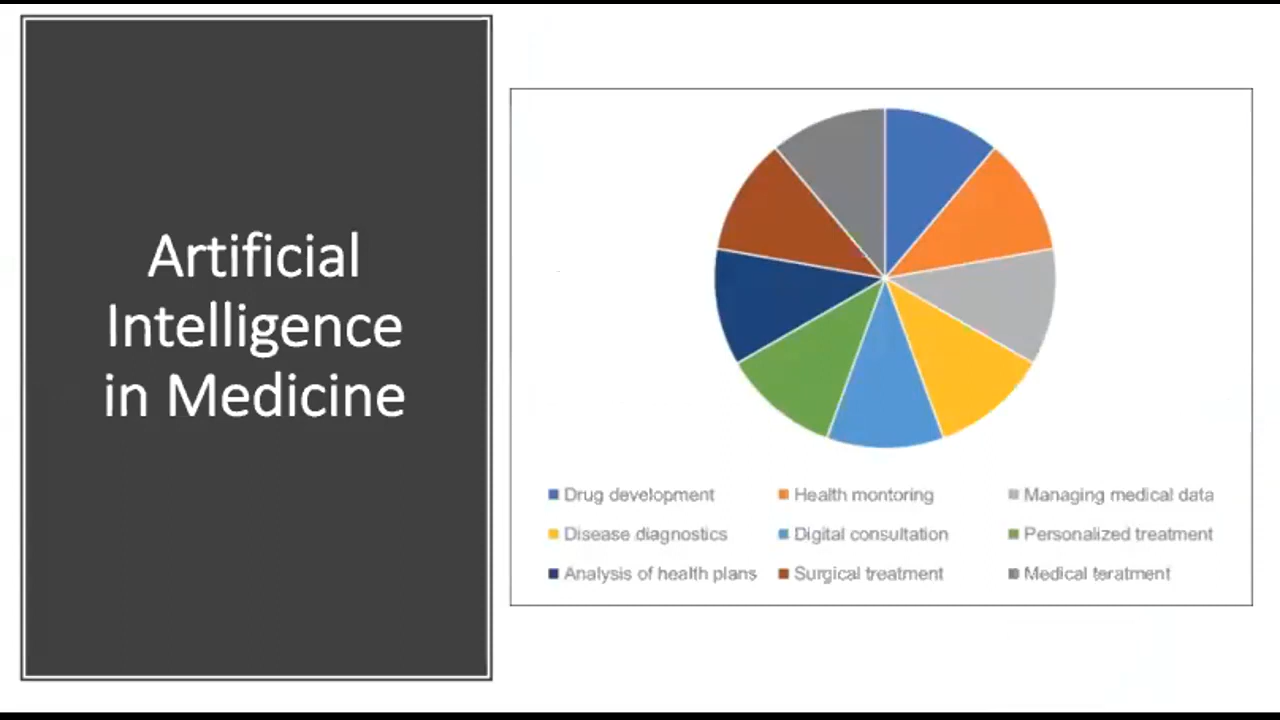 Artificial
Intelligence
in Medicine
Drug development
Health montoring
Managing medical data
Disease diagnostics
Digital consultation
Personalized treatment
Analysis of health plans
Surgical treatment
Medical teratment